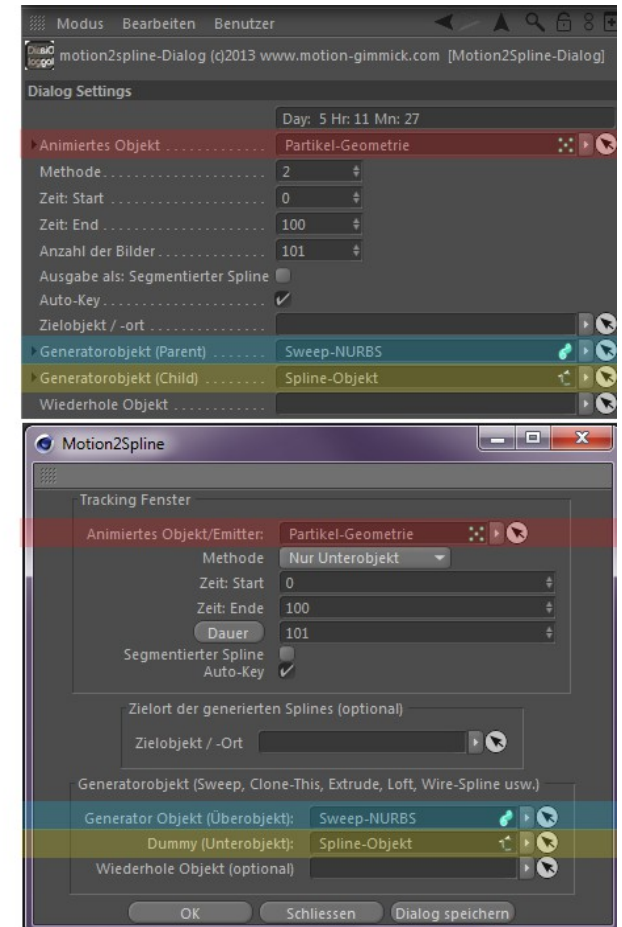 Modus Bearbeiten Benutzer
motion2spline-Dialog (c)2013 www.motion-gimmick.com [Motion2Spline-Dialog]
Dialog Settings
Day: 5 Hr: 11 Mn: 27
Animiertes Objekt . . . . . . . . . . . . . Partikel-Geometrie
Methode. . . . . . . . . . . . . . . . . . . . . 2
Zeit: Start . . . . . . . . . . . . . . . . . . . . 0
Zeit: End . . . . . . . . . . . . . . . . . . . . . 100
Anzahl der Bilder. . . . . . . . . . . . . . 101
Ausgabe als: Segmentierter Spline
Auto-Key. . . . . . . . . . . . . . . . . . . . .
Zielobjekt / -ort . . . . . . . . . . . . . . .
Generatorobjekt (Parent) . . . . . . . Sweep-NURBS
Generatorobjekt (Child) . . . . . . . . Spline-Objekt
Wiederhole Objekt . . . . . . . . . . . .
Motion2Spline
Tracking Fenster
Animiertes Objekt/Emitter: Partikel-Geometrie
Methode Nur Unterobjekt
Zeit: Start 0
Zeit: Ende 100
Dauer 101
Segmentierter Spline
Auto-Key
Zielort der generierten Splines (optional)
Zielobjekt / -Ort
Generatorobjekt (Sweep, Clone-This, Extrude, Loft, Wire-Spline usw.)
Generator Objekt (Überobjekt): Sweep-NURBS
Dummy (Unterobjekt): Spline-Objekt
Wiederhole Objekt (optional)
OK Schliessen Dialog speichern